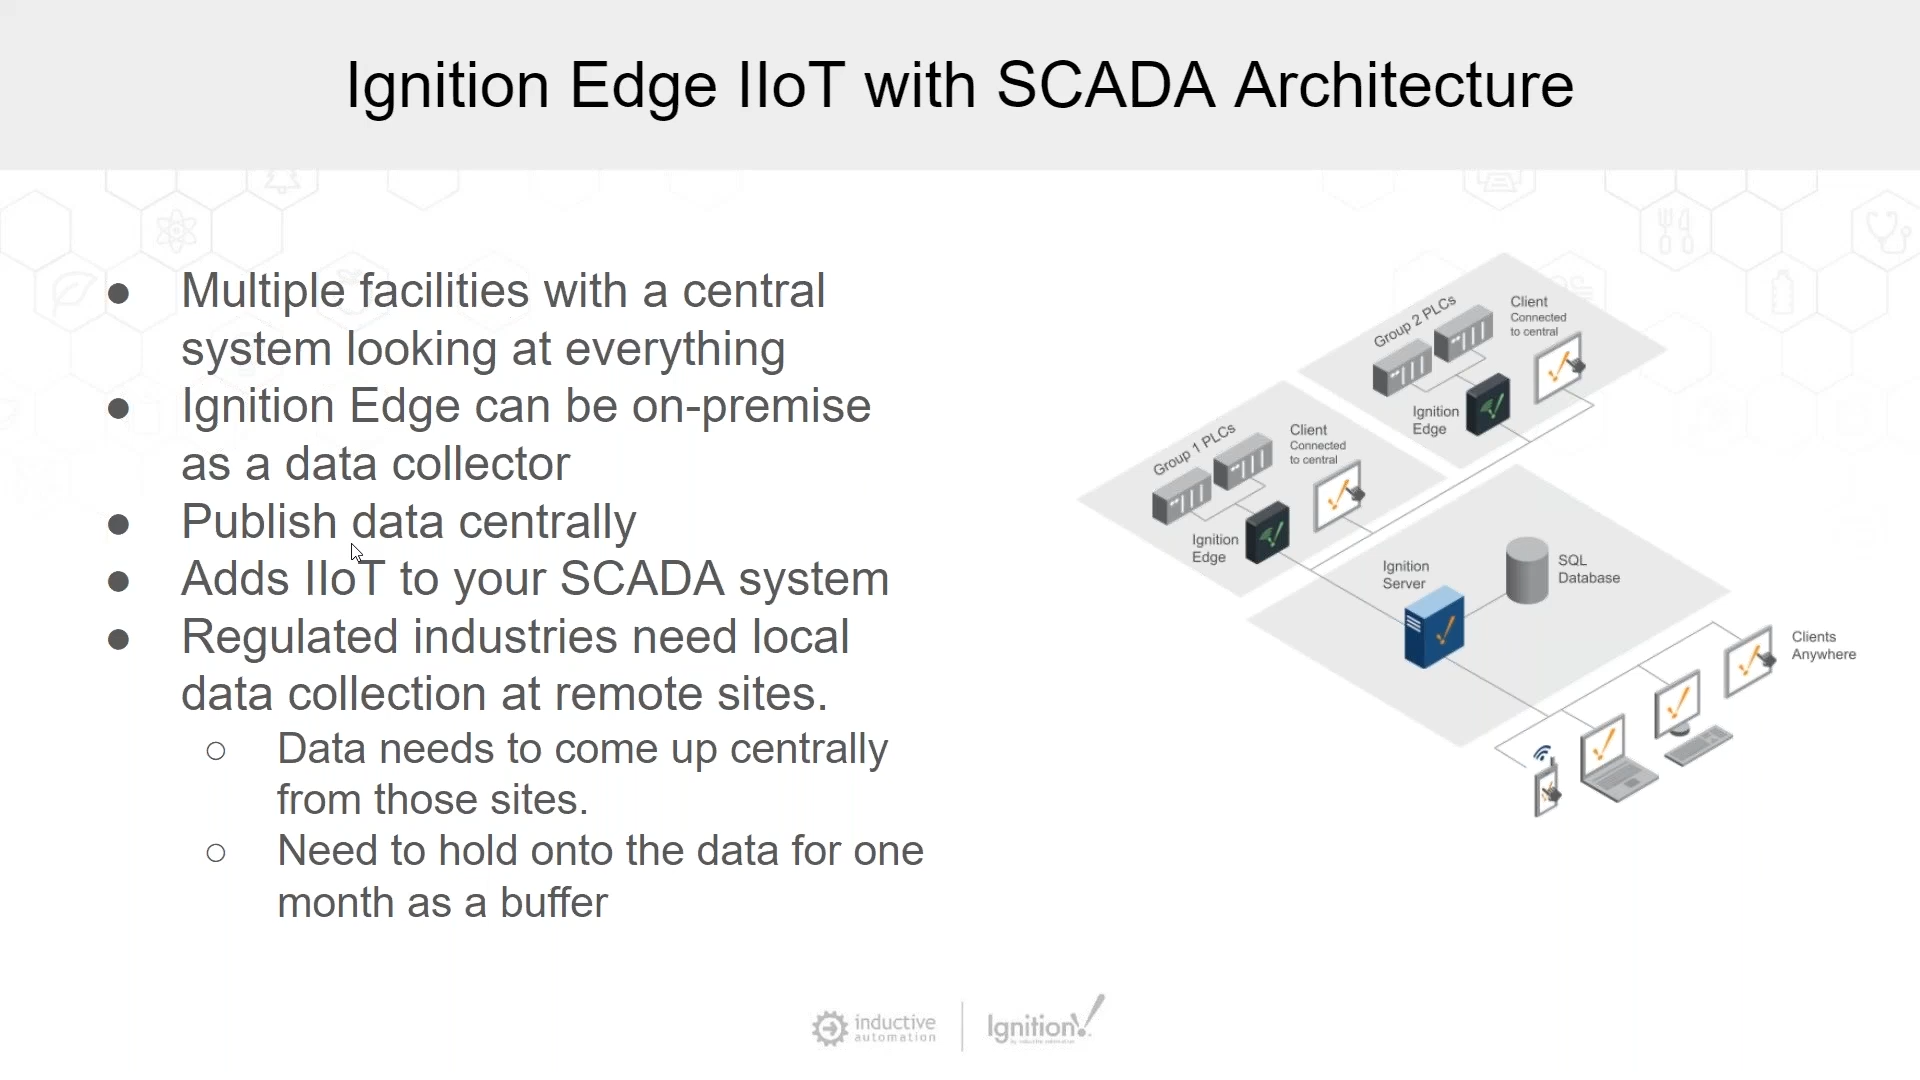 Ignition Edge IIoT with SCADA Architecture
● Multiple facilities with a central
system looking at everything
● Ignition Edge can be on-premise
as a data collector
● Publish data centrally
● Adds IIoT to your SCADA system
● Regulated industries need local
data collection at remote sites.
○ Data needs to come up centrally
from those sites.
○ Need to hold onto the data for one
month as a buffer
Group 2 PLCs
Client
Connected
to central
Ignition
Edge
Group 1 PLCs
Client
Connected
to central
Ignition
Edge
Ignition
Server
SQL
Database
Clients
Anywhere
inductive
automation
Ignition!
by inductive automation